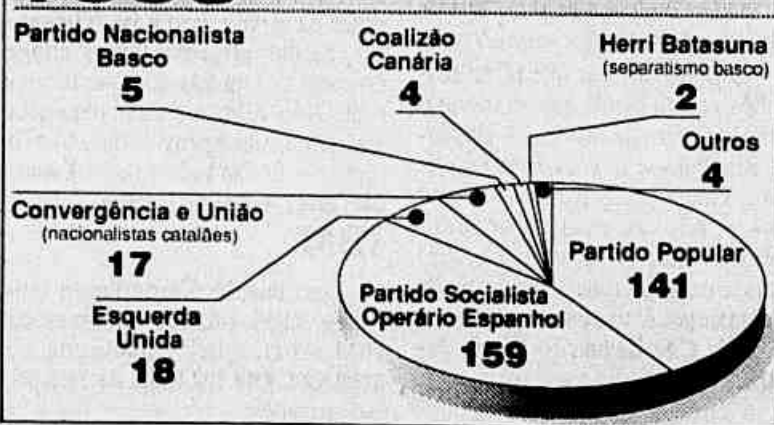 Partido Nacionalista
Basco
5
Coalizão
Canária
4
Herri Batasuna
(separatismo basco)
2
Outros
4
Convergência e União
(nacionalistas catalães)
17
Esquerda
Unida
18
Partido Socialista
Operário Espanhol
159
Partido Popular
141